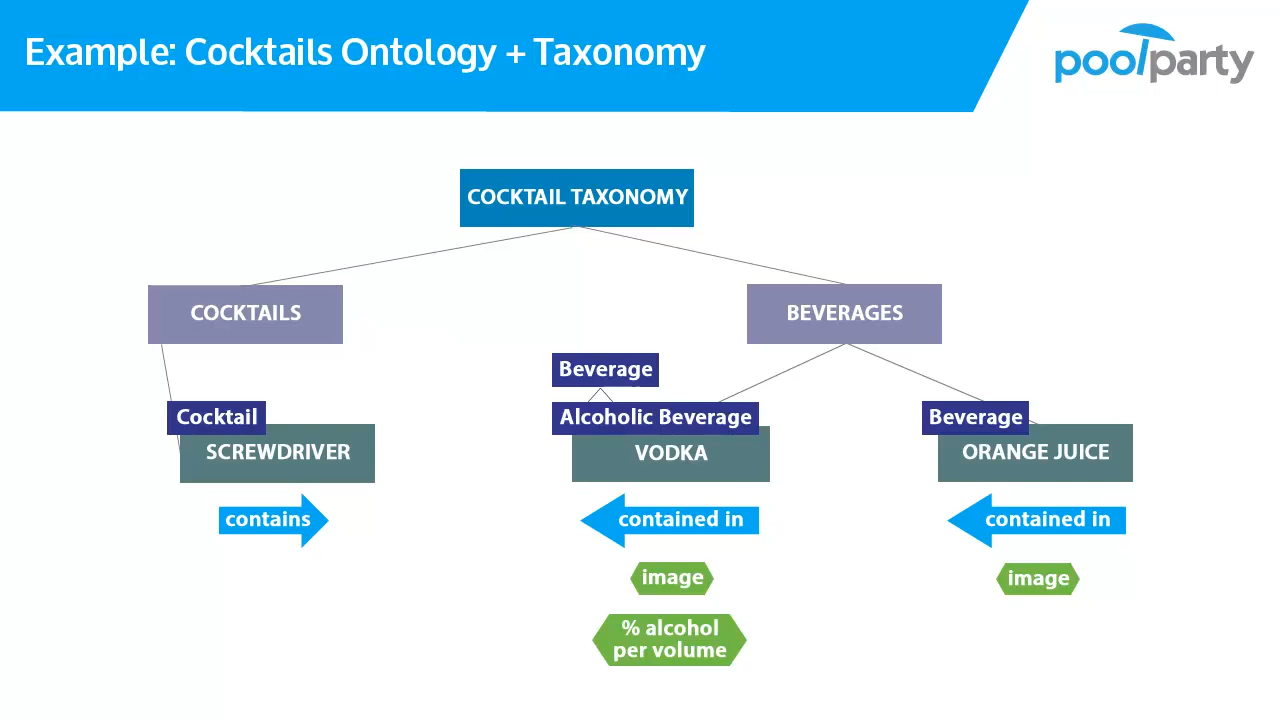 Example: Cocktails Ontology + Taxonomy
poolparty
COCKTAIL TAXONOMY
COCKTAILS
BEVERAGES
Beverage
Cocktail
Alcoholic Beverage
Beverage
SCREWDRIVER
VODKA
ORANGE JUICE
contains
contained in
contained in
image
image
% alcohol
per volume